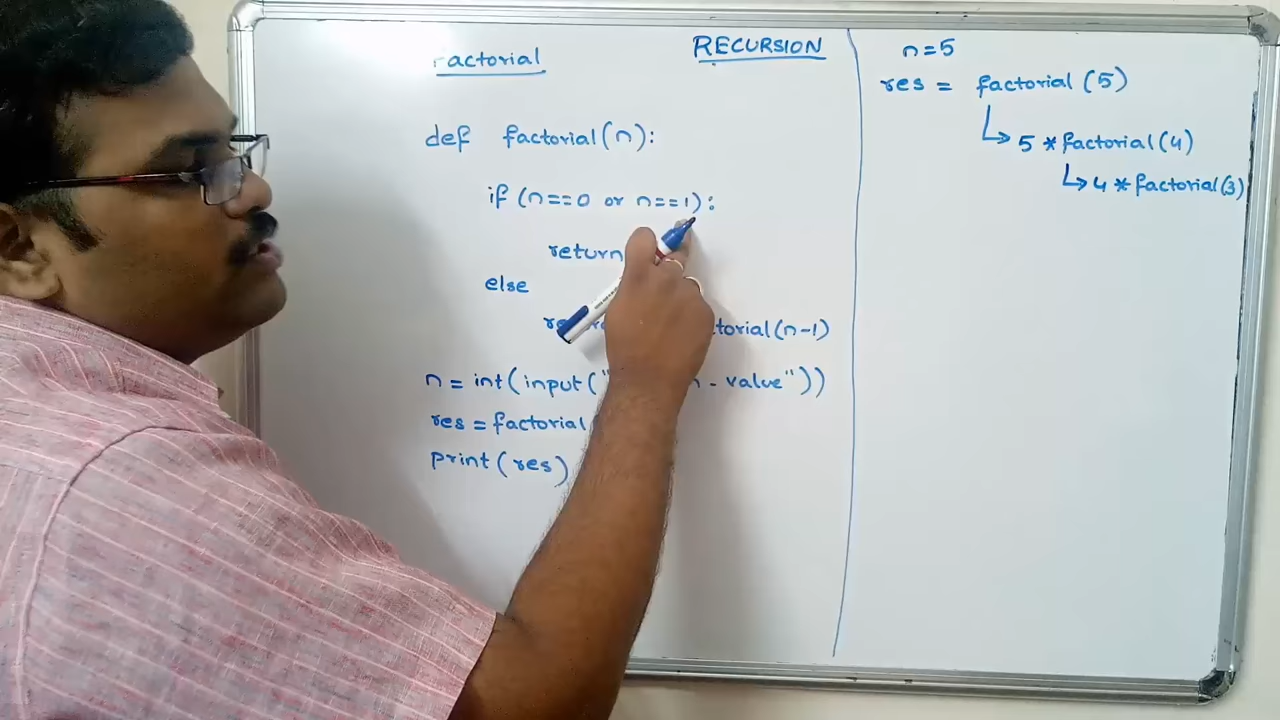 actorial
RECURSION
def factorial(n):
if (n==0 or n==1):
return
else
torial(n-1)
n = int(input(" n - value"))
res = factorial(
print(res)
n=5
res = factorial(5)
5 * factorial(4)
4 * factorial(3)